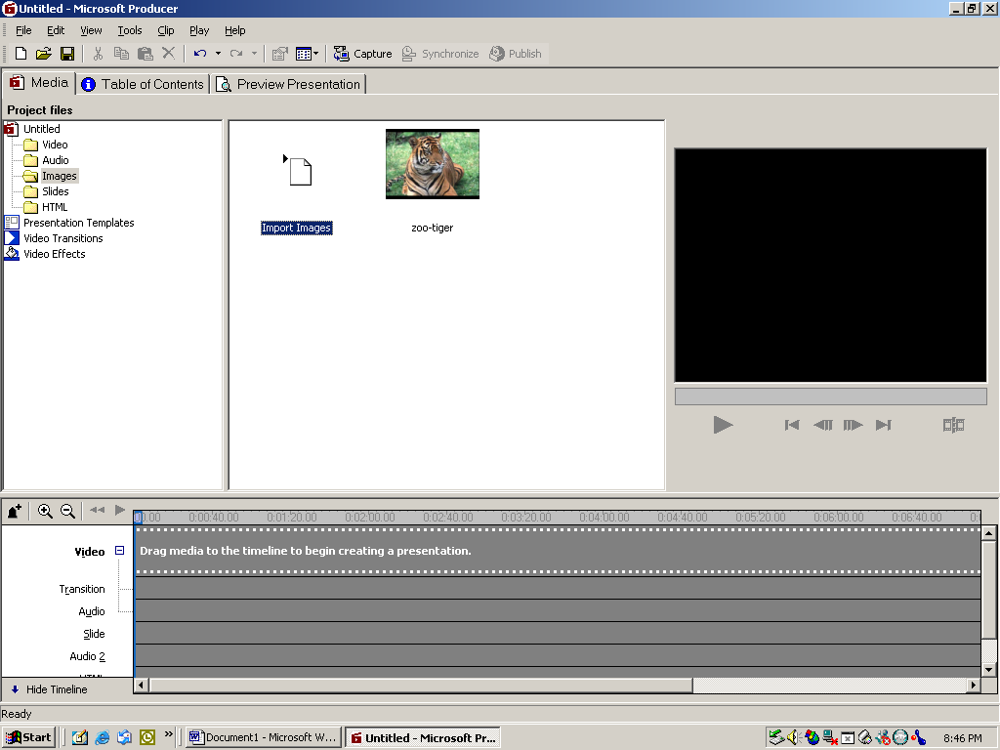 Untitled - Microsoft Producer
File Edit View Tools Clip Play Help
Capture Synchronize Publish
Media Table of Contents Preview Presentation
Project files
Untitled
Video
Audio
Images
Slides
HTML
Presentation Templates
Video Transitions
Video Effects
Import Images zoo-tiger
0:00:40.00 0:01:20.00 0:02:00.00 0:02:40.00 0:03:20.00 0:04:00.00 0:04:40.00 0:05:20.00 0:06:00.00 0:06:40.00
Video Drag media to the timeline to begin creating a presentation.
Transition
Audio
Slide
Audio 2
Hide Timeline
Ready
Start Document1 - Microsoft W... Untitled - Microsoft Pr... 8:46 PM